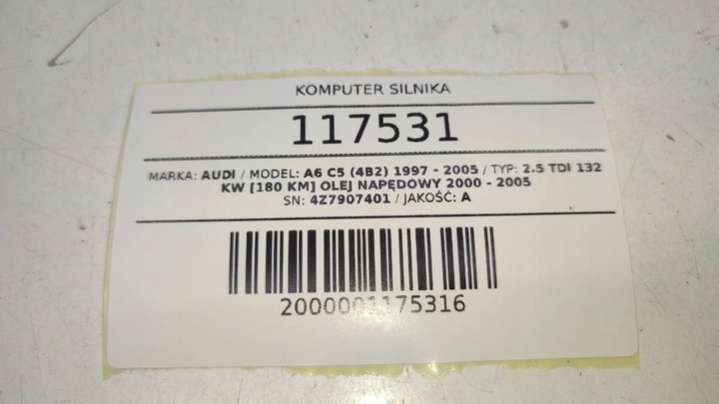 KOMPUTER SILNIKA
117531
MARKA: AUDI / MODEL: A6 C5 (4B2) 1997 - 2005 / TYP: 2.5 TDI 132
KW [180 KM] OLEJ NAPĘDOWY 2000 - 2005
SN: 4Z7907401 / JAKOŚĆ: A
2000001175316